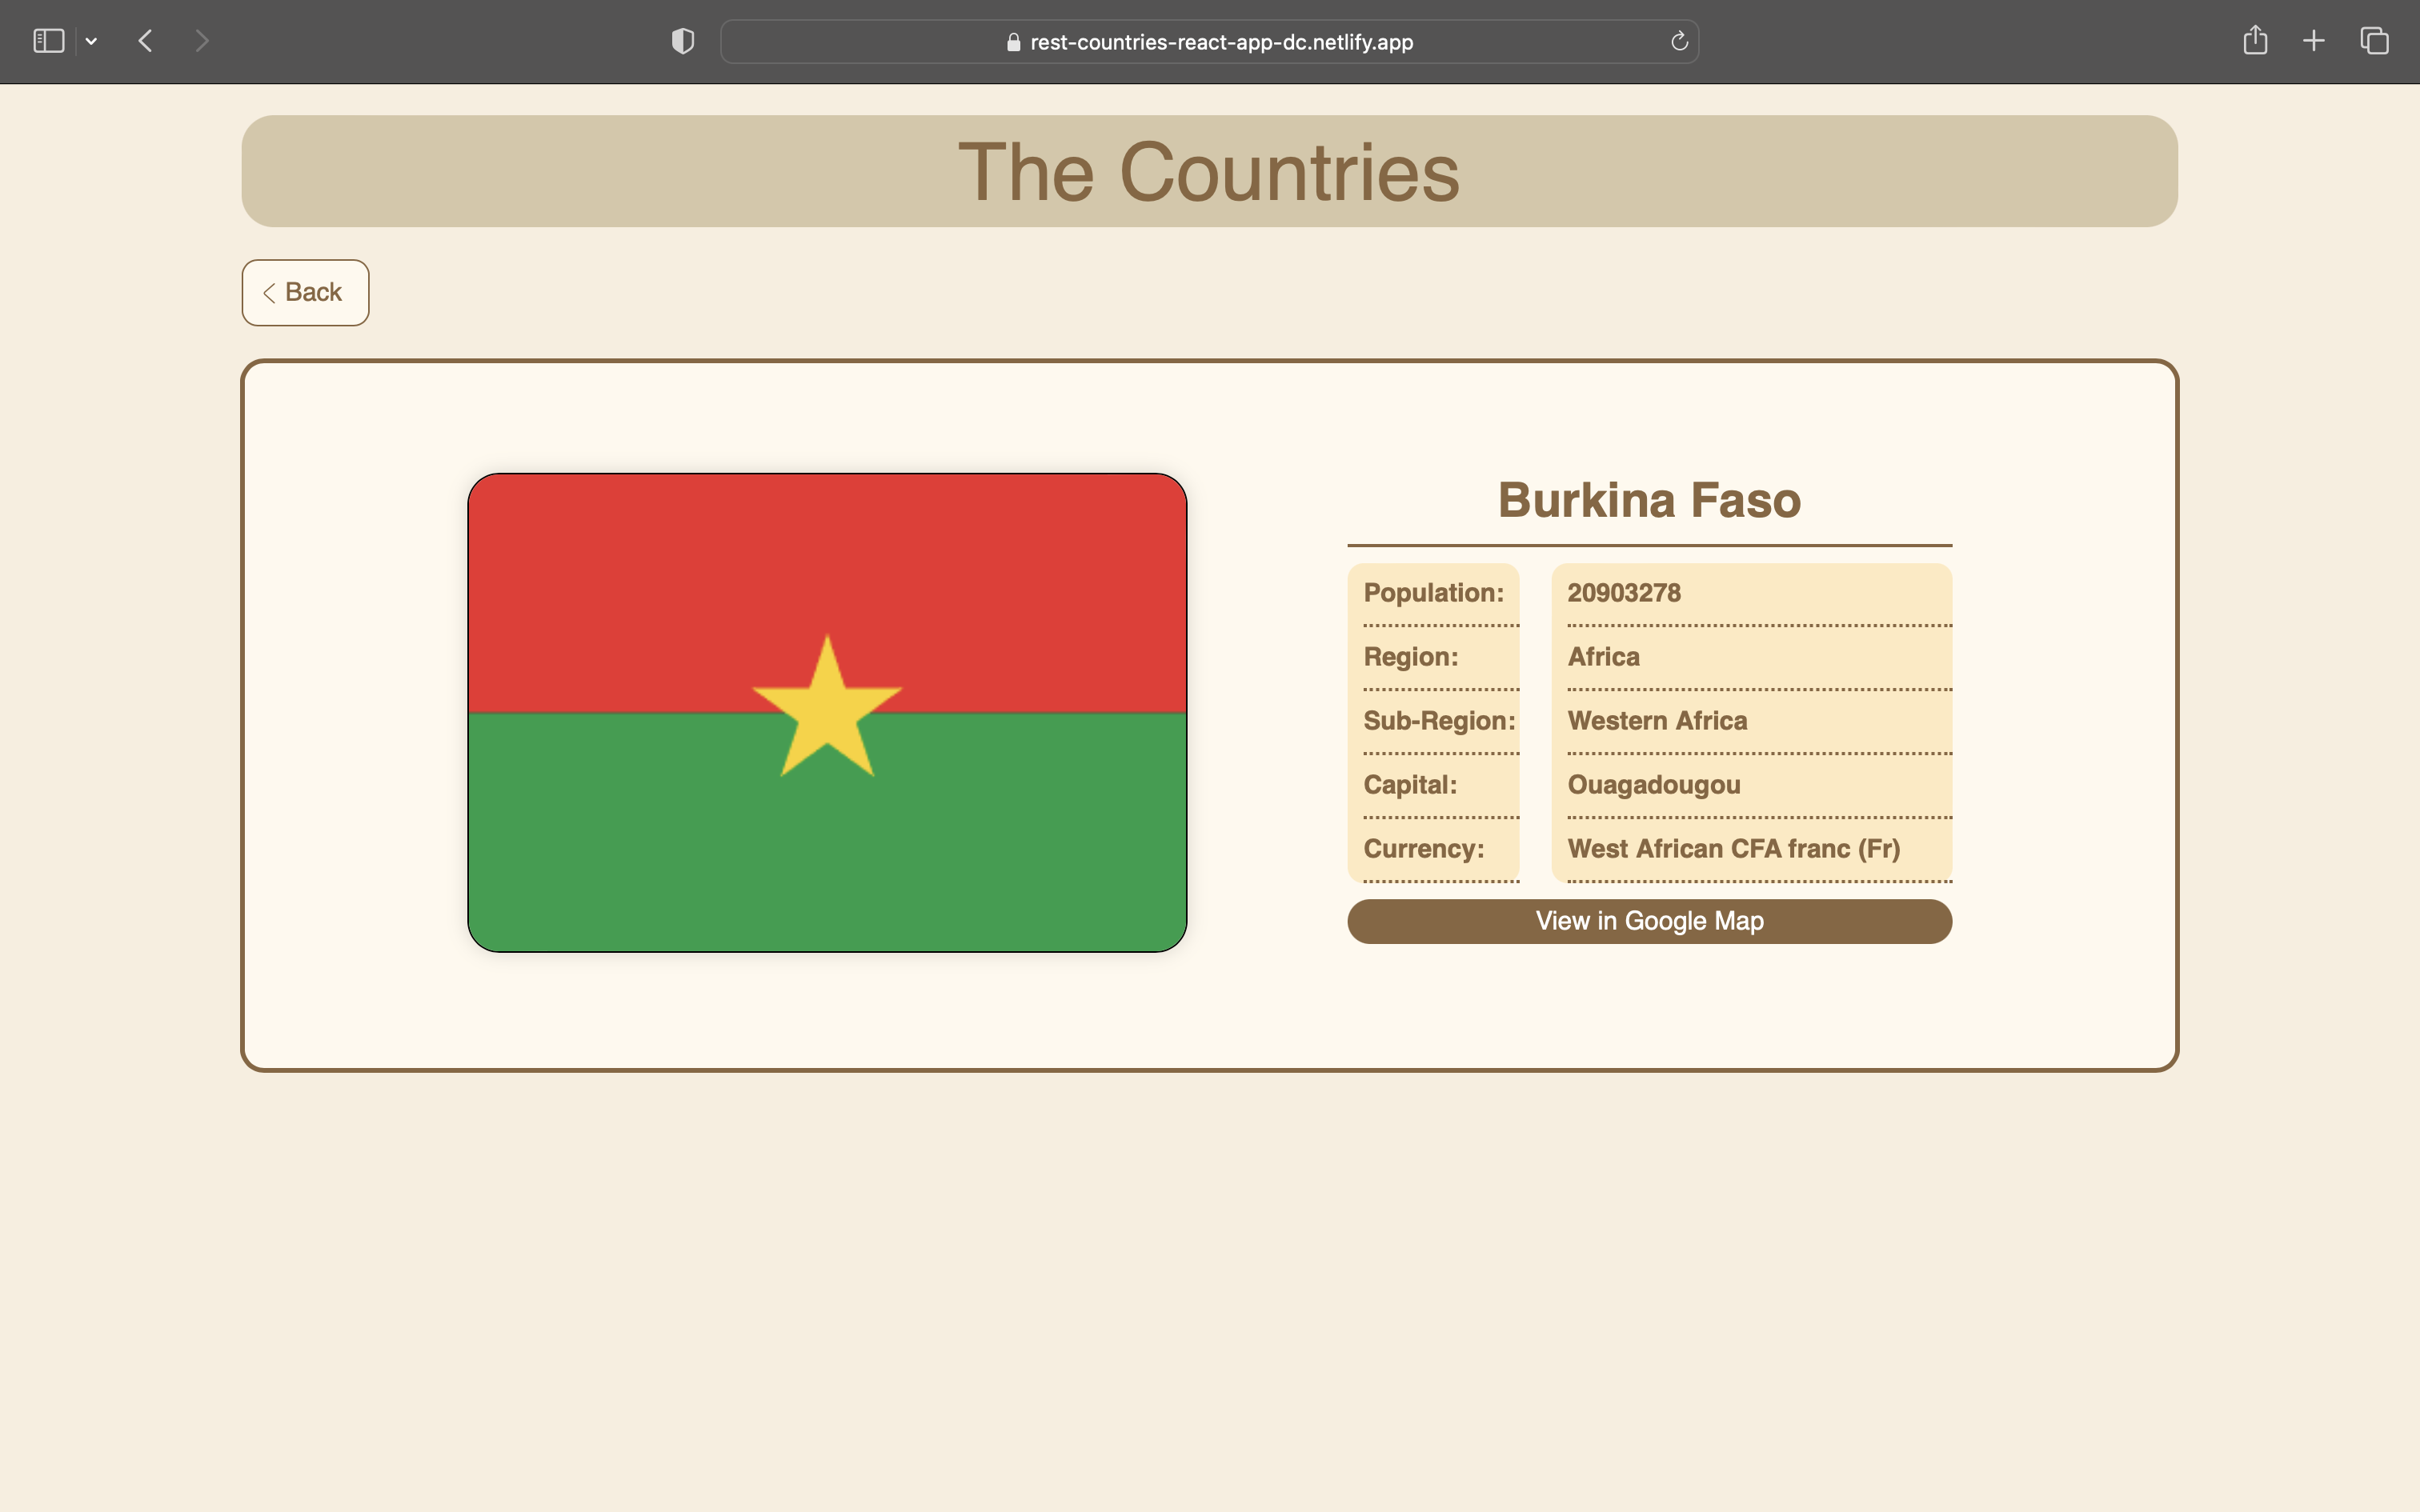 rest-countries-react-app-dc.netlify.app
The Countries
Back
Burkina Faso
Population: 20903278
Region: Africa
Sub-Region: Western Africa
Capital: Ouagadougou
Currency: West African CFA franc (Fr)
View in Google Map